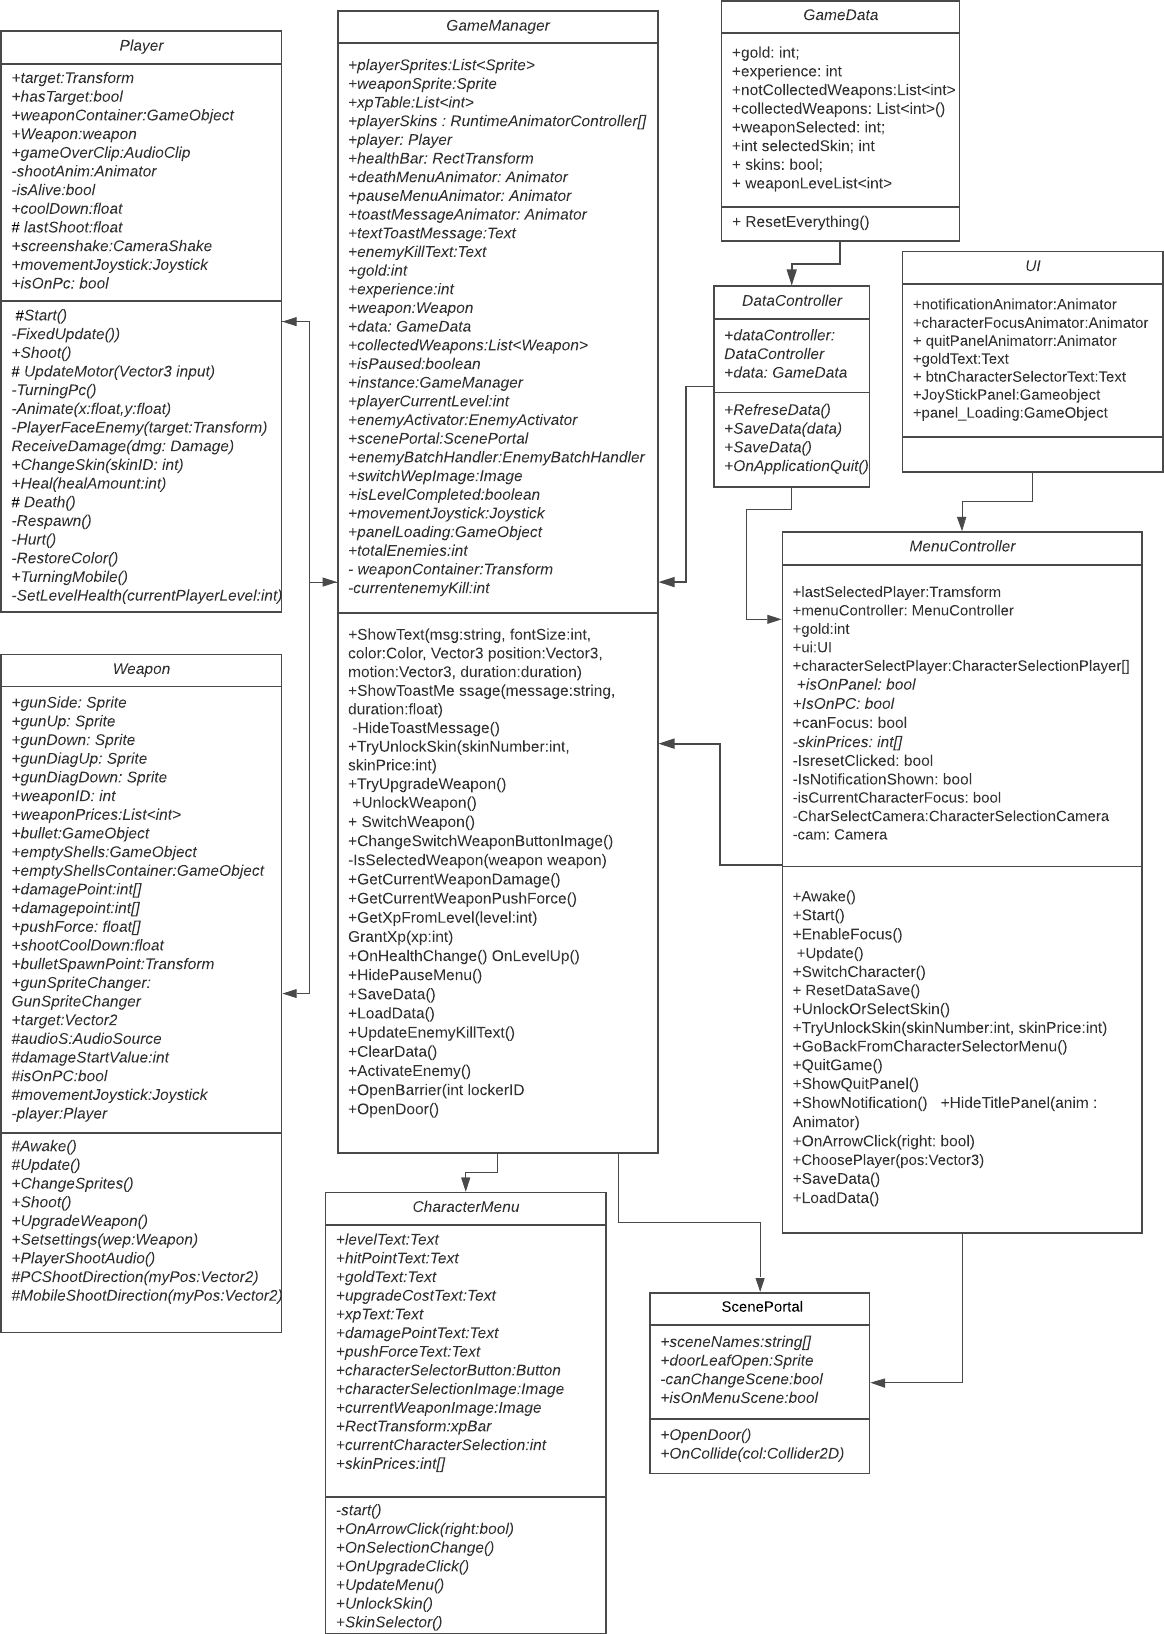 Player
+target:Transform
+hasTarget:bool
+weaponContainer:GameObject
+Weapon:weapon
+gameOverClip:AudioClip
-shootAnim:Animator
-isAlive:bool
+coolDown:float
# lastShoot:float
+screenshake:CameraShake
+movementJoystick:Joystick
+isOnPc: bool
#Start()
-FixedUpdate())
+Shoot()
# UpdateMotor(Vector3 input)
-TurningPc()
-Animate(x:float,y:float)
-PlayerFaceEnemy(target:Transform)
ReceiveDamage(dmg: Damage)
+ChangeSkin(skinID: int)
+Heal(healAmount:int)
# Death()
-Respawn()
-Hurt()
-RestoreColor()
+TurningMobile()
-SetLevelHealth(currentPlayerLevel:int)
Weapon
+gunSide: Sprite
+gunUp: Sprite
+gunDown: Sprite
+gunDiagUp: Sprite
+gunDiagDown: Sprite
+weaponID: int
+weaponPrices:List<int>
+bullet:GameObject
+emptyShells:GameObject
+emptyShellsContainer:GameObject
+damagePoint:int[]
+damagepoint:int[]
+pushForce: float[]
+shootCoolDown:float
+bulletSpawnPoint:Transform
+gunSpriteChanger:
GunSpriteChanger
+target:Vector2
#audioS:AudioSource
#damageStartValue:int
#isOnPC:bool
#movementJoystick:Joystick
-player:Player
#Awake()
#Update()
+ChangeSprites()
+Shoot()
+UpgradeWeapon()
+Setsettings(wep:Weapon)
+PlayerShootAudio()
#PCShootDirection(myPos:Vector2)
#MobileShootDirection(myPos:Vector2)
GameManager
+playerSprites:List<Sprite>
+weaponSprite:Sprite
+xpTable:List<int>
+playerSkins : RuntimeAnimatorController[]
+player: Player
+healthBar: RectTransform
+deathMenuAnimator: Animator
+pauseMenuAnimator: Animator
+toastMessageAnimator: Animator
+textToastMessage:Text
+enemyKillText:Text
+gold:int
+experience:int
+weapon:Weapon
+data: GameData
+collectedWeapons:List<Weapon>
+isPaused:boolean
+instance:GameManager
+playerCurrentLevel:int
+enemyActivator:EnemyActivator
+scenePortal:ScenePortal
+enemyBatchHandler:EnemyBatchHandler
+switchWepImage:Image
+isLevelCompleted:boolean
+movementJoystick:Joystick
+panelLoading:GameObject
+totalEnemies:int
- weaponContainer:Transform
-currentenemyKill:int
+ShowText(msg:string, fontSize:int,
color:Color, Vector3 position:Vector3,
motion:Vector3, duration:duration)
+ShowToastMe ssage(message:string,
duration:float)
-HideToastMessage()
+TryUnlockSkin(skinNumber:int,
skinPrice:int)
+TryUpgradeWeapon()
+UnlockWeapon()
+ SwitchWeapon()
+ChangeSwitchWeaponButtonImage()
-IsSelectedWeapon(weapon weapon)
+GetCurrentWeaponDamage()
+GetCurrentWeaponPushForce()
+GetXpFromLevel(level:int)
GrantXp(xp:int)
+OnHealthChange() OnLevelUp()
+HidePauseMenu()
+SaveData()
+LoadData()
+UpdateEnemyKillText()
+ClearData()
+ActivateEnemy()
+OpenBarrier(int lockerID
+OpenDoor()
CharacterMenu
+levelText:Text
+hitPointText:Text
+goldText:Text
+upgradeCostText:Text
+xpText:Text
+damagePointText:Text
+pushForceText:Text
+characterSelectorButton:Button
+characterSelectionImage:Image
+currentWeaponImage:Image
+RectTransform:xpBar
+currentCharacterSelection:int
+skinPrices:int[]
-start()
+OnArrowClick(right:bool)
+OnSelectionChange()
+OnUpgradeClick()
+UpdateMenu()
+UnlockSkin()
+SkinSelector()
GameData
+gold: int;
+experience: int
+notCollectedWeapons:List<int>
+collectedWeapons: List<int>()
+weaponSelected: int;
+int selectedSkin; int
+ skins: bool;
+ weaponLeveList<int>
+ ResetEverything()
DataController
+dataController:
DataController
+data: GameData
+RefreseData()
+SaveData(data)
+SaveData()
+OnApplicationQuit()
UI
+notificationAnimator:Animator
+characterFocusAnimator:Animator
+ quitPanelAnimatorr:Animator
+goldText:Text
+ btnCharacterSelectorText:Text
+JoyStickPanel:Gameobject
+panel_Loading:GameObject
MenuController
+lastSelectedPlayer:Tramsform
+menuController: MenuController
+gold:int
+ui:UI
+characterSelectPlayer:CharacterSelectionPlayer[]
+isOnPanel: bool
+IsOnPC: bool
+canFocus: bool
-skinPrices: int[]
-IsresetClicked: bool
-IsNotificationShown: bool
-isCurrentCharacterFocus: bool
-CharSelectCamera:CharacterSelectionCamera
-cam: Camera
+Awake()
+Start()
+EnableFocus()
+Update()
+SwitchCharacter()
+ ResetDataSave()
+UnlockOrSelectSkin()
+TryUnlockSkin(skinNumber:int, skinPrice:int)
+GoBackFromCharacterSelectorMenu()
+QuitGame()
+ShowQuitPanel()
+ShowNotification() +HideTitlePanel(anim :
Animator)
+OnArrowClick(right: bool)
+ChoosePlayer(pos:Vector3)
+SaveData()
+LoadData()
ScenePortal
+sceneNames:string[]
+doorLeafOpen:Sprite
-canChangeScene:bool
+isOnMenuScene:bool
+OpenDoor()
+OnCollide(col:Collider2D)